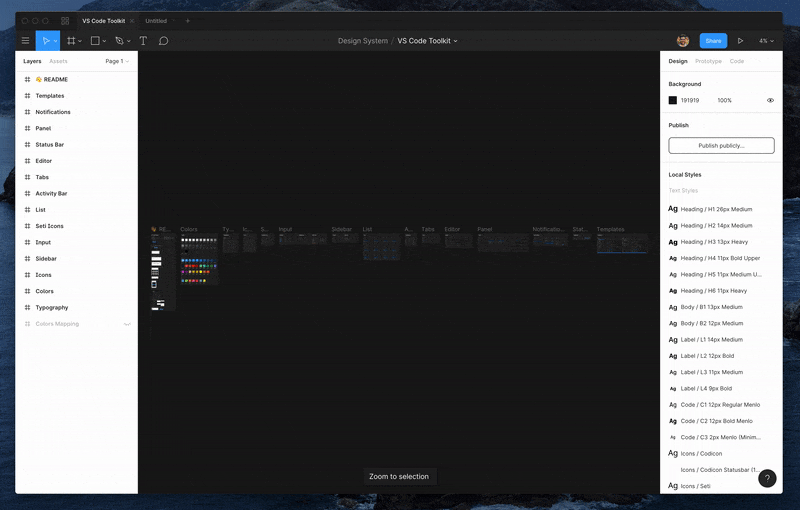 VS Code Toolkit
Untitled
Design System / VS Code Toolkit
Share
4%
Layers
Assets
Page 1
README
Templates
Notifications
Panel
Status Bar
Editor
Tabs
Activity Bar
List
Seti Icons
Input
Sidebar
Icons
Colors
Typography
Colors Mapping
RE...
Colors
Ty...
Ic...
S...
Input
Sidebar
List
A...
Tabs
Editor
Panel
Notificatio...
Stat...
Templates
Zoom to selection
Design
Prototype
Code
Background
191919
100%
Publish
Publish publicly...
Local Styles
Text Styles
Ag Heading / H1 26px Medium
Ag Heading / H2 14px Medium
Ag Heading / H3 13px Heavy
Ag Heading / H4 11px Bold Upper
Ag Heading / H5 11px Medium U...
Ag Heading / H6 11px Heavy
Ag Body / B1 13px Medium
Ag Body / B2 12px Medium
Ag Label / L1 14px Medium
Ag Label / L2 12px Bold
Ag Label / L3 11px Medium
Ag Label / L4 9px Bold
Ag Code / C1 12px Regular Menlo
Ag Code / C2 12px Bold Menlo
Ag Code / C3 2px Menlo (Minim...
Ag Icons / Codicon
Icons / Codicon Statusbar (1...
Ag Icons / Seti
?